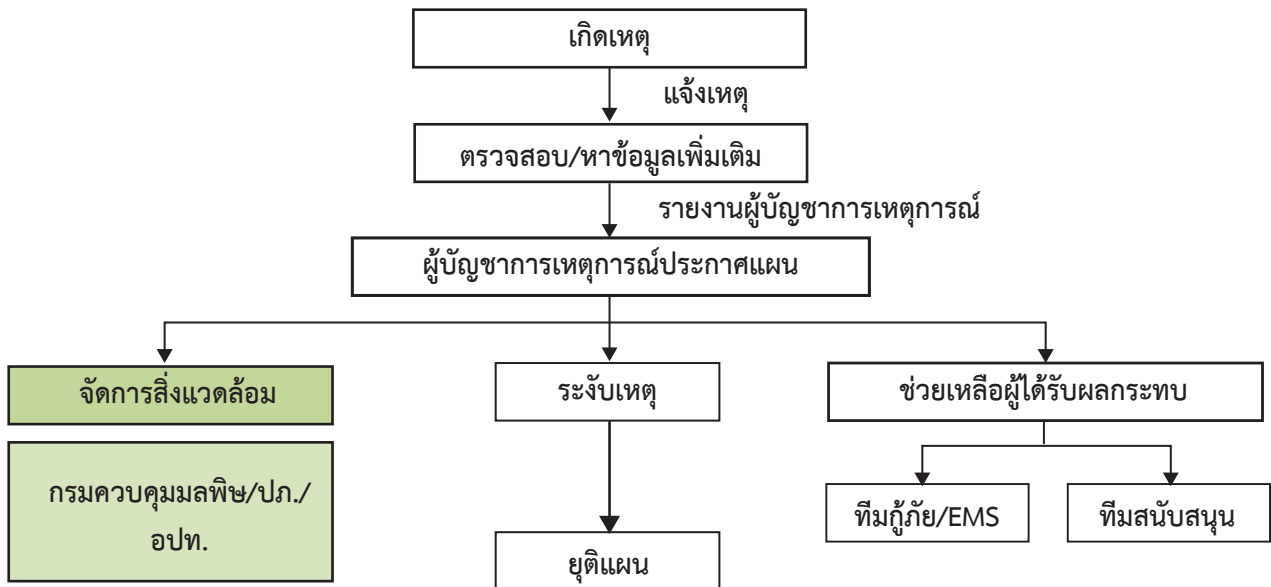 เกิดเหตุ
แจ้งเหตุ
ตรวจสอบ/หาข้อมูลเพิ่มเติม
รายงานผู้บัญชาการเหตุการณ์
ผู้บัญชาการเหตุการณ์ประกาศแผน
จัดการสิ่งแวดล้อม
ระงับเหตุ
ช่วยเหลือผู้ได้รับผลกระทบ
กรมควบคุมมลพิษ/ปภ./
อปท.
ทีมกู้ภัย/EMS
ทีมสนับสนุน
ยุติแผน